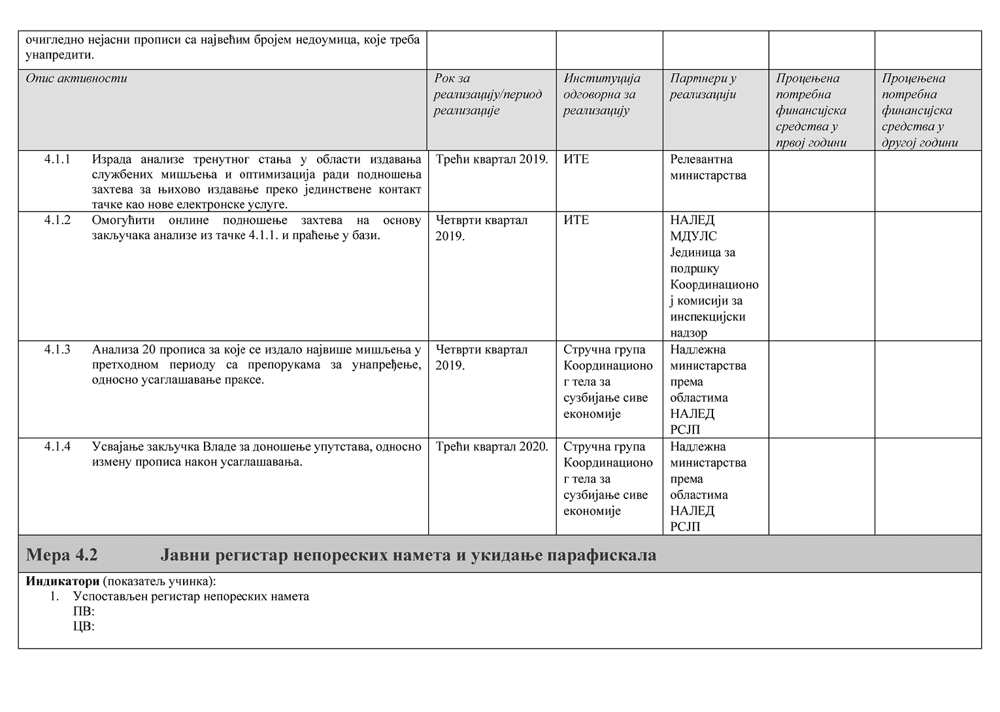 очигледно нејасни прописи са највећим бројем недоумица, које треба
унапредити.
Опис активности
Рок за
реализацију/период
реализације
Институција
одговорна за
реализацију
Партнери у
реализацији
Процењена
потребна
финансијска
средства у
првој години
Процењена
потребна
финансијска
средства у
другој години
4.1.1 Израда анализе тренутног стања у области издавања
службених мишљења и оптимизација ради подношења
захтева за њихово издавање преко јединствене контакт
тачке као нове електронске услуге.
Трећи квартал 2019.
ИТЕ
Релевантна
министарства
4.1.2 Омогућити онлине подношење захтева на основу
закључака анализе из тачке 4.1.1. и праћење у бази.
Четврти квартал
2019.
ИТЕ
НАЛЕД
МДУЛС
Јединица за
подршку
Координационо
ј комисији за
инспекцијски
надзор
4.1.3 Анализа 20 прописа за које се издало највише мишљења у
претходном периоду са препорукама за унапређење,
односно усаглашавање праксе.
Четврти квартал
2019.
Стручна група
Координационо
г тела за
сузбијање сиве
економије
Надлежна
министарства
према
областима
НАЛЕД
РСЈП
4.1.4 Усвајање закључка Владе за доношење упутстава, односно
измену прописа након усаглашавања.
Трећи квартал 2020.
Стручна група
Координационо
г тела за
сузбијање сиве
економије
Надлежна
министарства
према
областима
НАЛЕД
РСЈП
Мера 4.2 Јавни регистар непореских намета и укидање парафискала
Индикатори (показатељ учинка):
1. Успостављен регистар непореских намета
ПВ:
ЦВ: